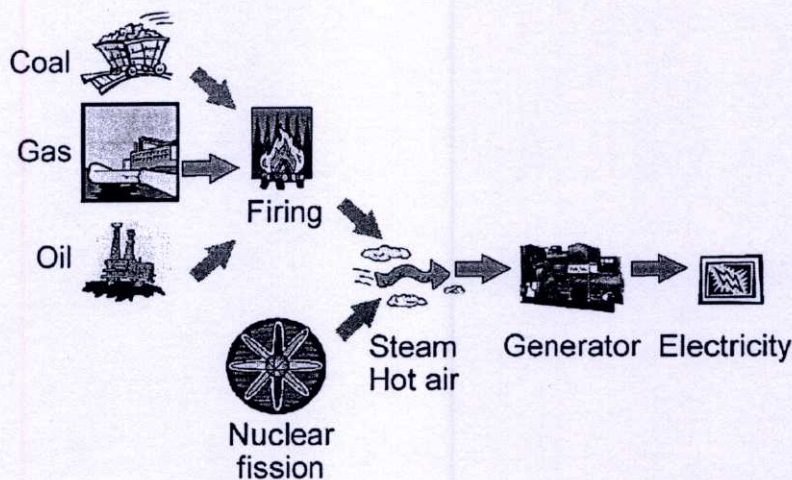 Coal
Gas
Oil
Firing
Nuclear
fission
Steam
Hot air
Generator
Electricity